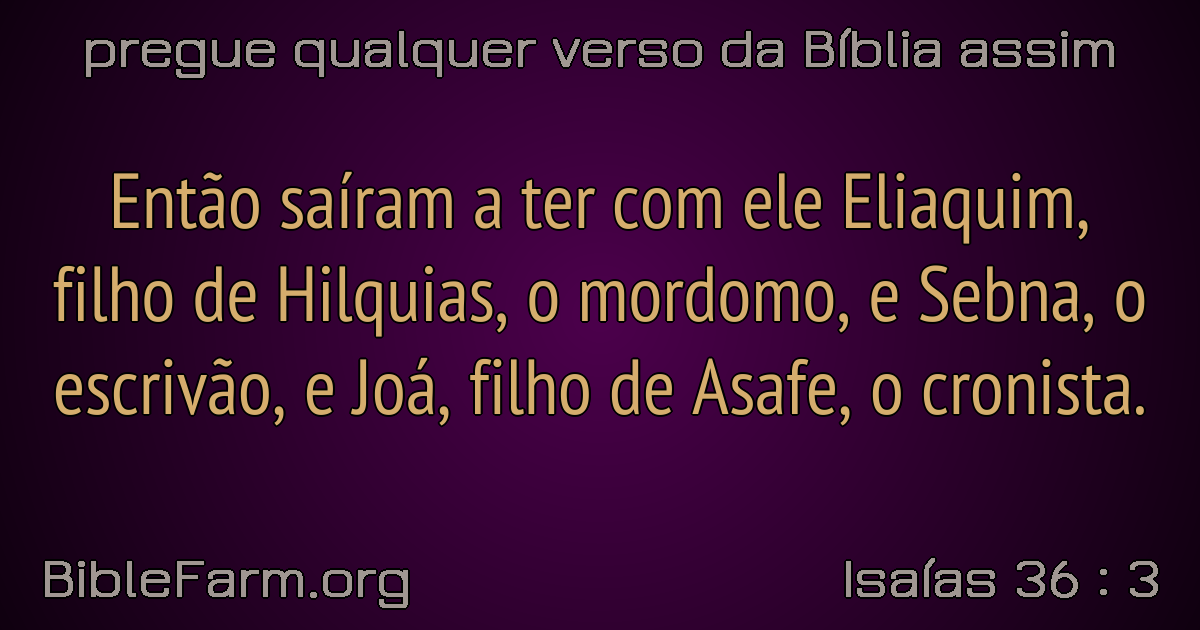 pregue qualquer verso da Bíblia assim
Então saíram a ter com ele Eliaquim,
filho de Hilquias, o mordomo, e Sebna, o
escrivão, e Joá, filho de Asafe, o cronista.
BibleFarm.org
Isaías 36 : 3